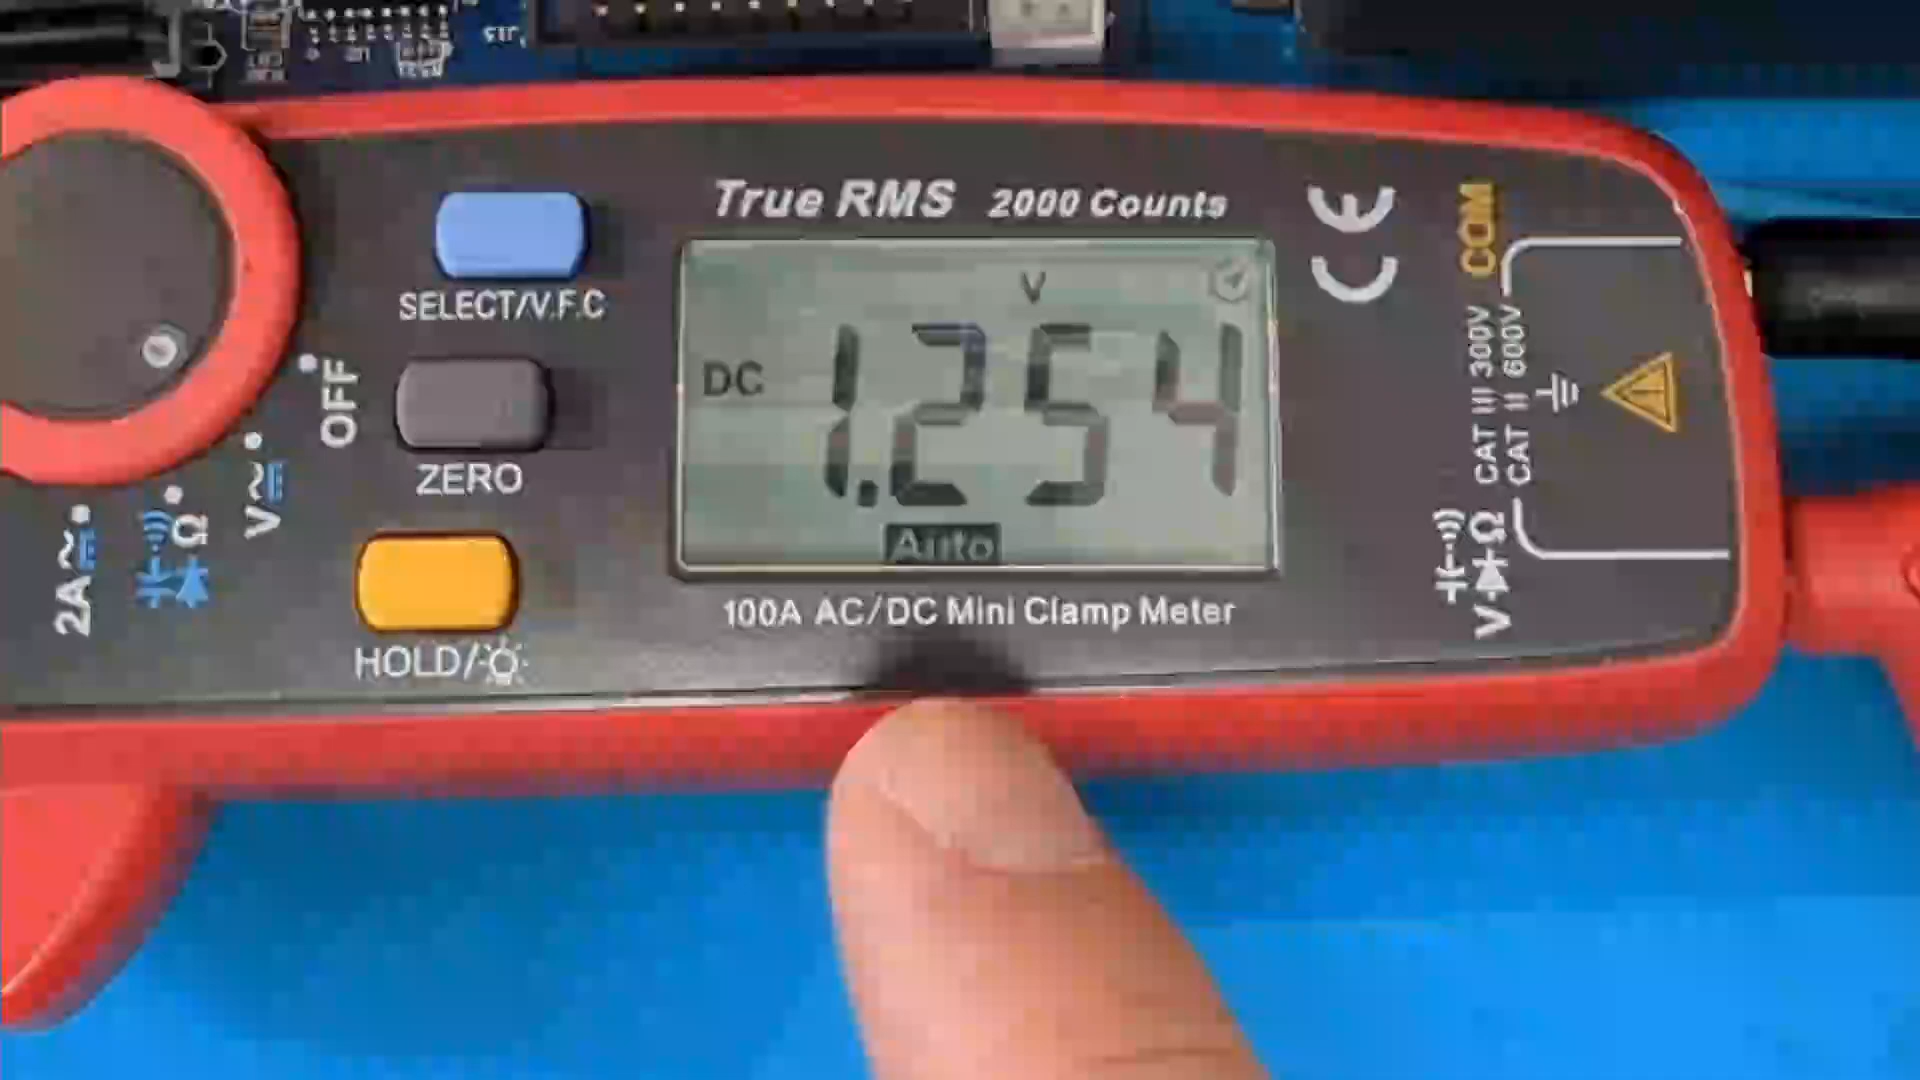 True RMS 2000 Counts
SELECT/V.F.C
V
DC 1.254
Auto
ZERO
OFF
HOLD/
100A AC/DC Mini Clamp Meter
2A
Ω
V
CE
COM
CAT III 300V
CAT II 600V
Ω
V